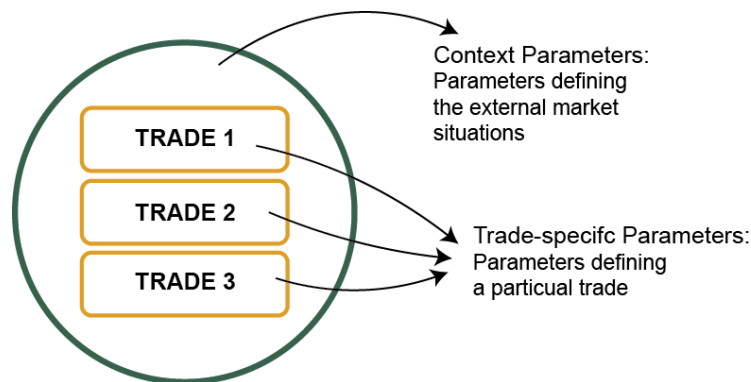 Context Parameters:
Parameters defining
the external market
situations
TRADE 1
TRADE 2
TRADE 3
Trade-specifc Parameters:
Parameters defining
a particual trade